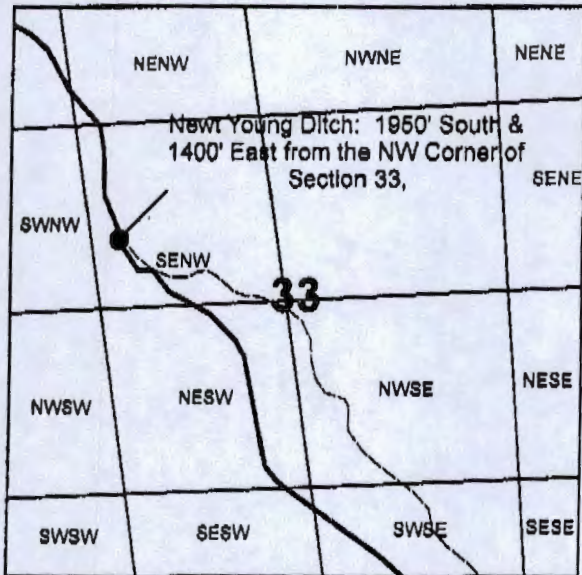 NENW NWNE NENE
Newt Young Ditch: 1950' South &
1400' East from the NW Corner of
Section 33,
SENE
SWNW
SENW
33
NWSW NESW NWSE NESE
SWSW SESW SWSE SESE